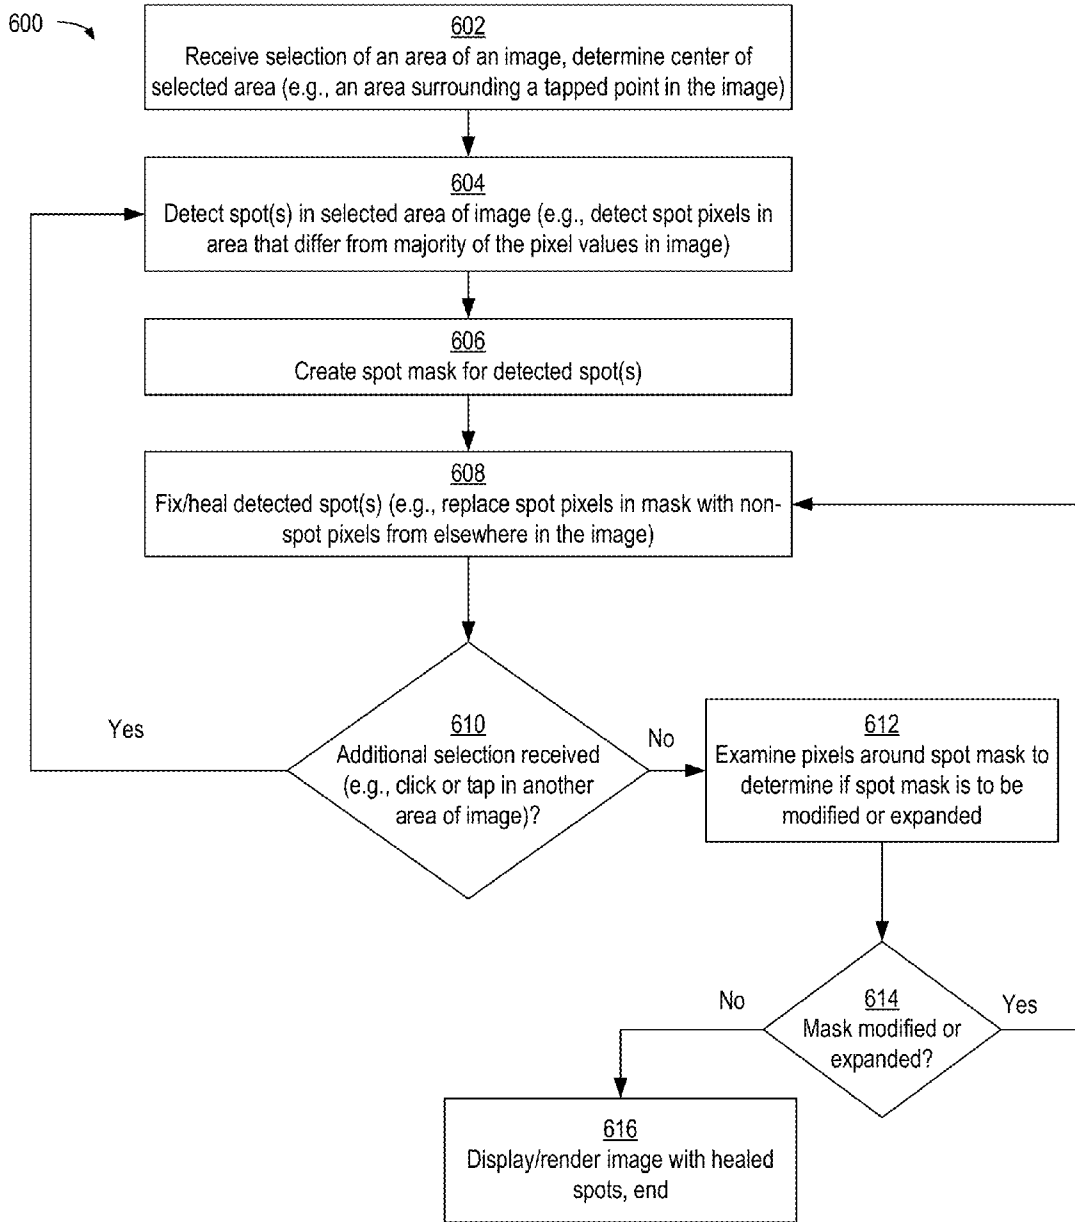 600
602
Receive selection of an area of an image, determine center of
selected area (e.g., an area surrounding a tapped point in the image)
604
Detect spot(s) in selected area of image (e.g., detect spot pixels in
area that differ from majority of the pixel values in image)
606
Create spot mask for detected spot(s)
608
Fix/heal detected spot(s) (e.g., replace spot pixels in mask with non-
spot pixels from elsewhere in the image)
Yes
610
Additional selection received
(e.g., click or tap in another
area of image)?
No
612
Examine pixels around spot mask to
determine if spot mask is to be
modified or expanded
No
614
Mask modified or
expanded?
Yes
616
Display/render image with healed
spots, end